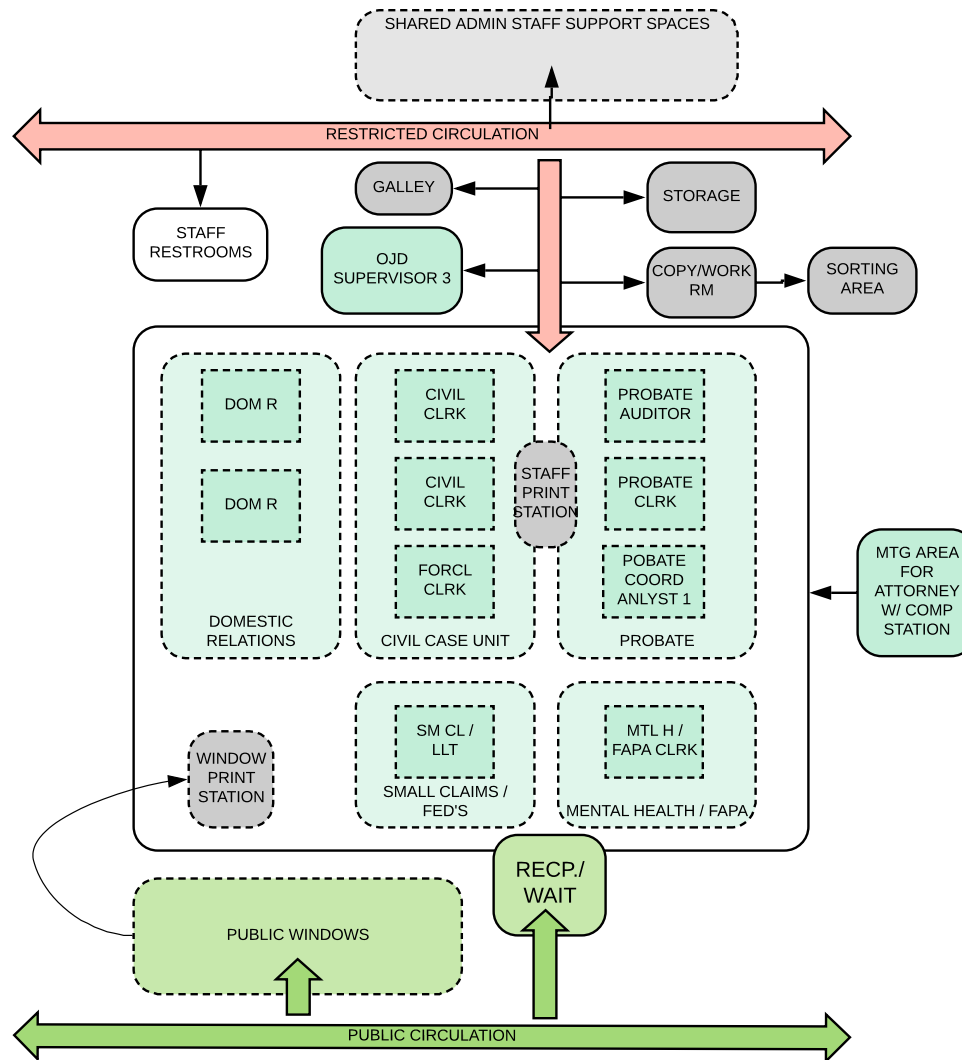 SHARED ADMIN STAFF SUPPORT SPACES
RESTRICTED CIRCULATION
GALLEY
STORAGE
STAFF
RESTROOMS
OJD
SUPERVISOR 3
COPY/WORK
RM
SORTING
AREA
DOM R
DOM R
DOMESTIC
RELATIONS
CIVIL
CLRK
CIVIL
CLRK
FORCL
CLRK
CIVIL CASE UNIT
STAFF
PRINT
STATION
PROBATE
AUDITOR
PROBATE
CLRK
POBATE
COORD
ANLYST 1
PROBATE
MTG AREA
FOR
ATTORNEY
W/ COMP
STATION
WINDOW
PRINT
STATION
SM CL /
LLT
SMALL CLAIMS /
FED'S
MTL H /
FAPA CLRK
MENTAL HEALTH / FAPA
RECP./
WAIT
PUBLIC WINDOWS
PUBLIC CIRCULATION